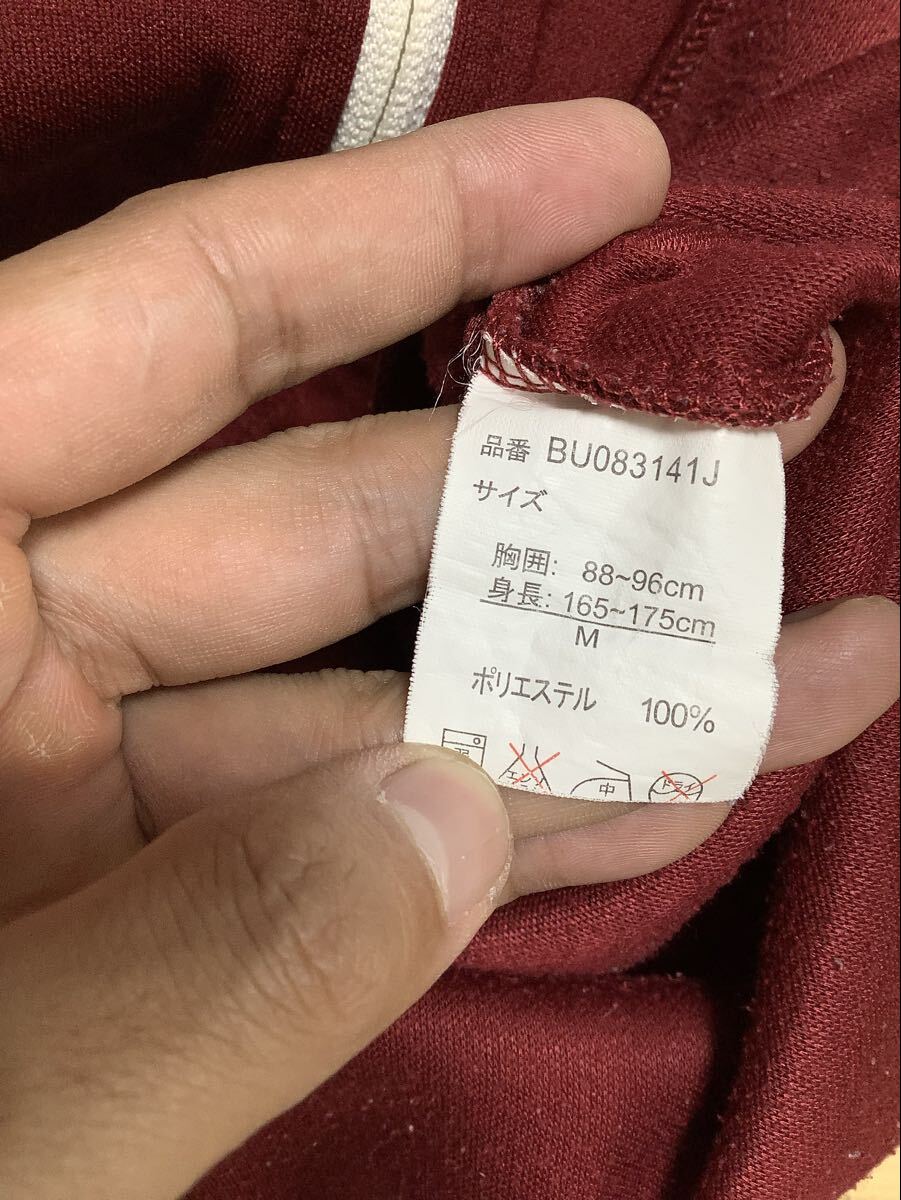 品番 BU083141J
サイズ
胸囲: 88~96cm
身長: 165~175cm
M
ポリエステル 100%
中